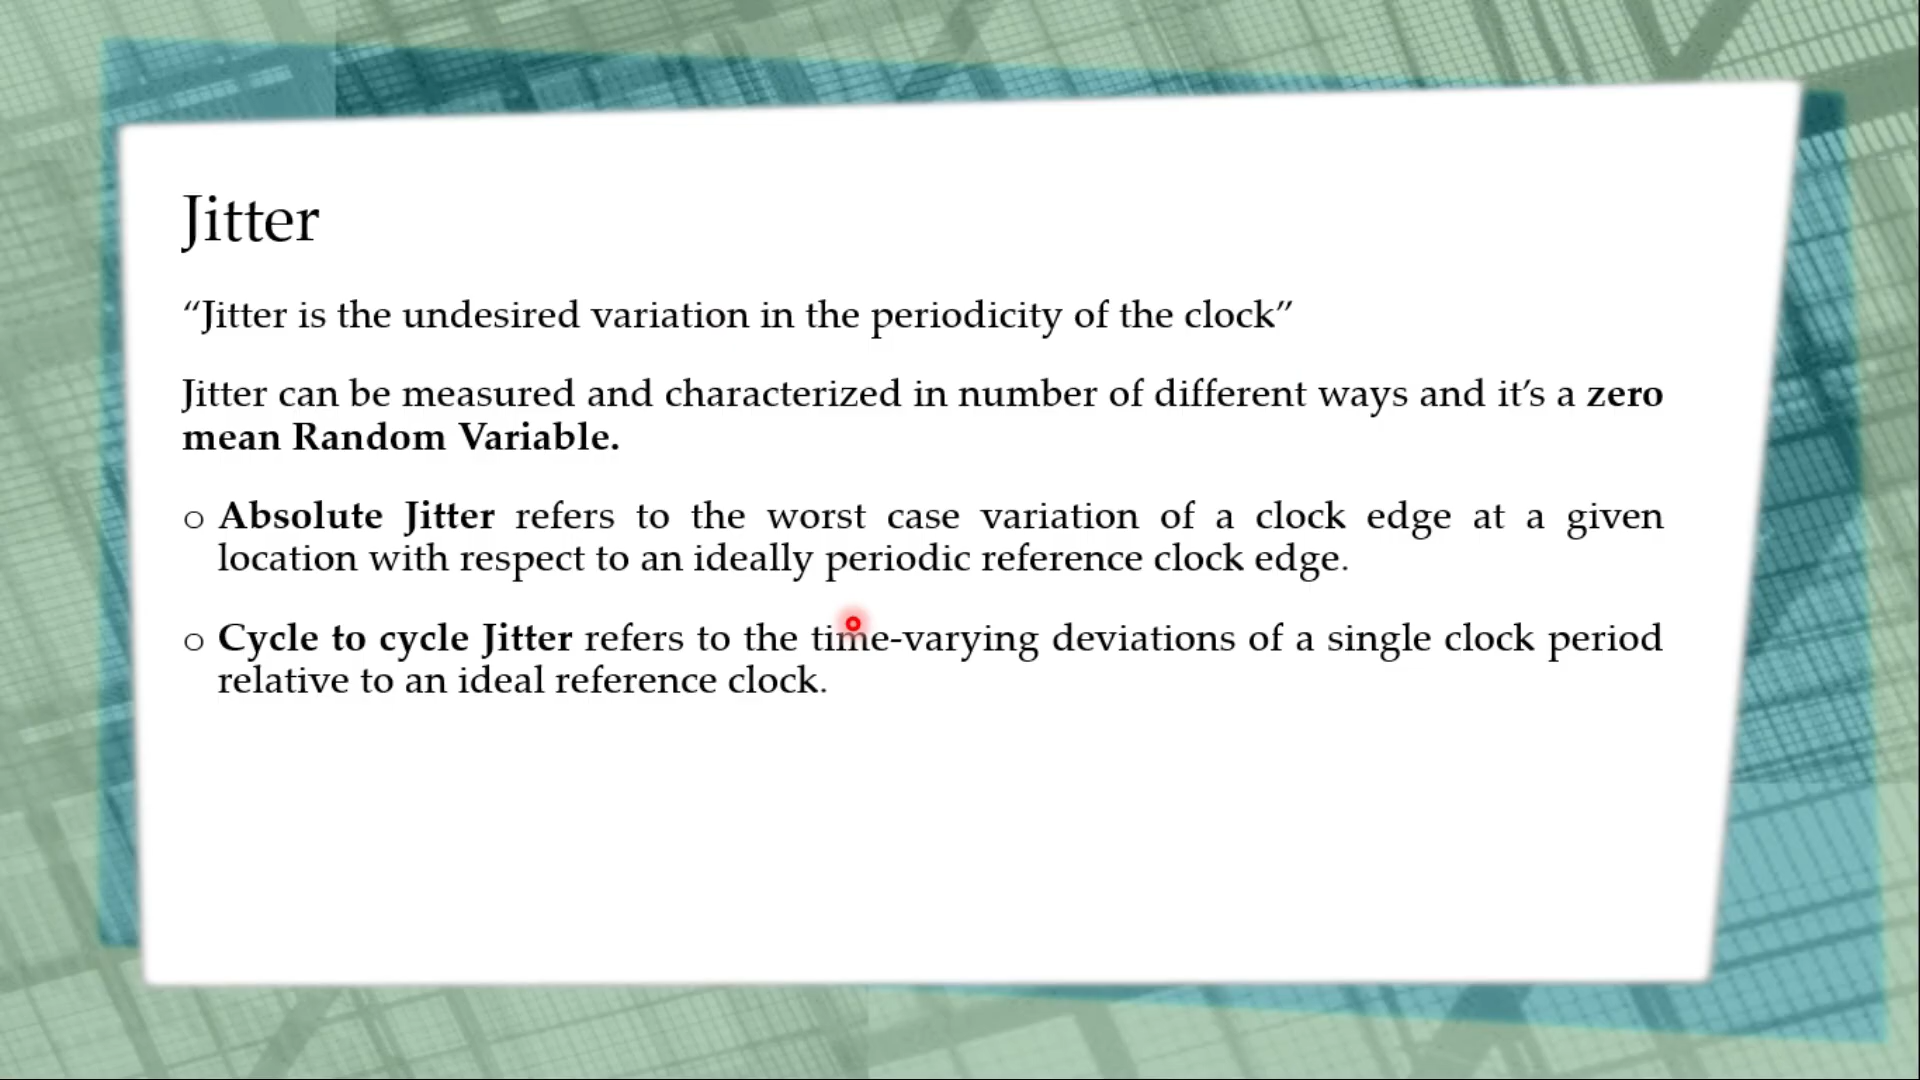 Jitter
“Jitter is the undesired variation in the periodicity of the clock”
Jitter can be measured and characterized in number of different ways and it’s a zero
mean Random Variable.
o Absolute Jitter refers to the worst case variation of a clock edge at a given
location with respect to an ideally periodic reference clock edge.
o Cycle to cycle Jitter refers to the time-varying deviations of a single clock period
relative to an ideal reference clock.